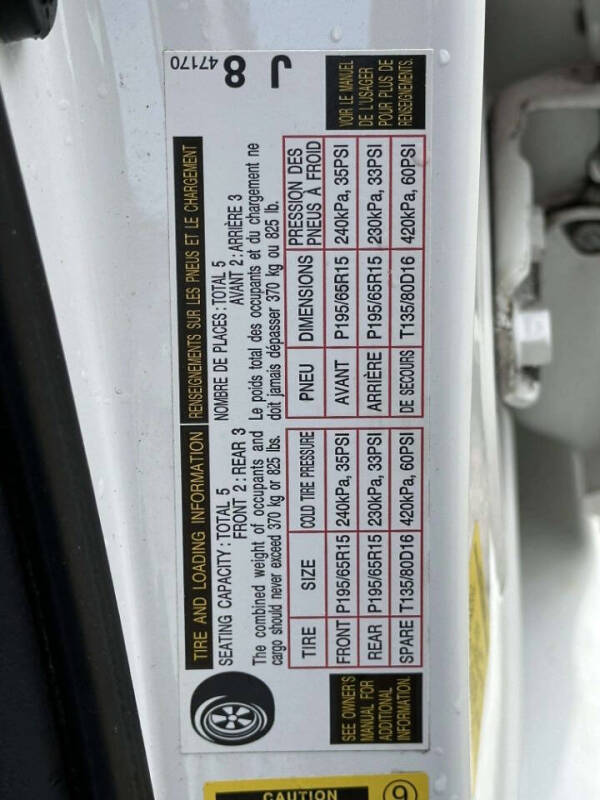 TIRE AND LOADING INFORMATION
SEATING CAPACITY: TOTAL 5
FRONT 2: REAR 3
The combined weight of occupants and
cargo should never exceed 370 kg or 825 lbs.
TIRE SIZE COLD TIRE PRESSURE
FRONT P195/65R15 240kPa, 35PSI
REAR P195/65R15 230kPa, 33PSI
SPARE T135/80D16 420kPa, 60PSI
SEE OWNER'S
MANUAL FOR
ADDITIONAL
INFORMATION.
RENSEIGNEMENTS SUR LES PNEUS ET LE CHARGEMENT
NOMBRE DE PLACES: TOTAL 5
AVANT 2: ARRIÈRE 3
Le poids total des occupants et du chargement ne
doit jamais dépasser 370 kg ou 825 lb.
PNEU DIMENSIONS PRESSION DES
PNEUS À FROID
AVANT P195/65R15 240kPa, 35PSI
ARRIÈRE P195/65R15 230kPa, 33PSI
DE SECOURS T135/80D16 420kPa, 60PSI
VOIR LE MANUEL
DE L'USAGER
POUR PLUS DE
RENSEIGNEMENTS.
47170
8
J
CAUTION